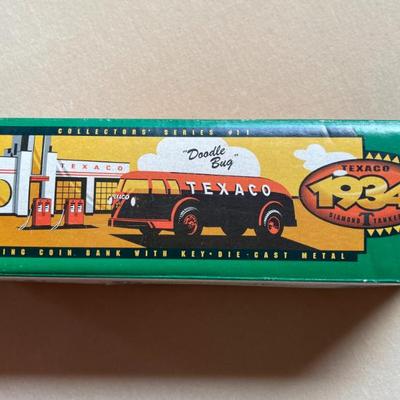 COLLECTORS' SERIES #11
"Doodle Bug"
TEXACO
TEXACO
TEXACO
TEXACO
1934
DIAMOND T TANKER
ING COIN BANK WITH KEY • DIE-CAST METAL